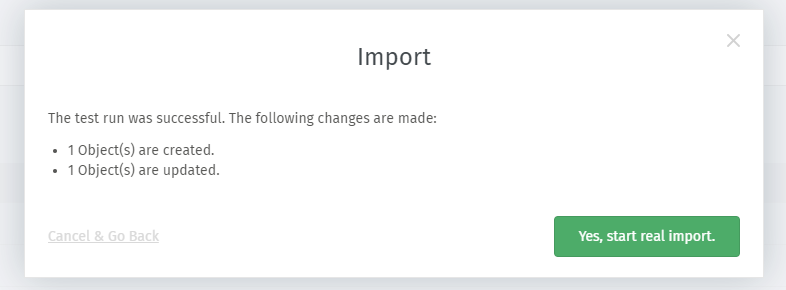 Import
The test run was successful. The following changes are made:
1 Object(s) are created.
1 Object(s) are updated.
Cancel & Go Back
Yes, start real import.